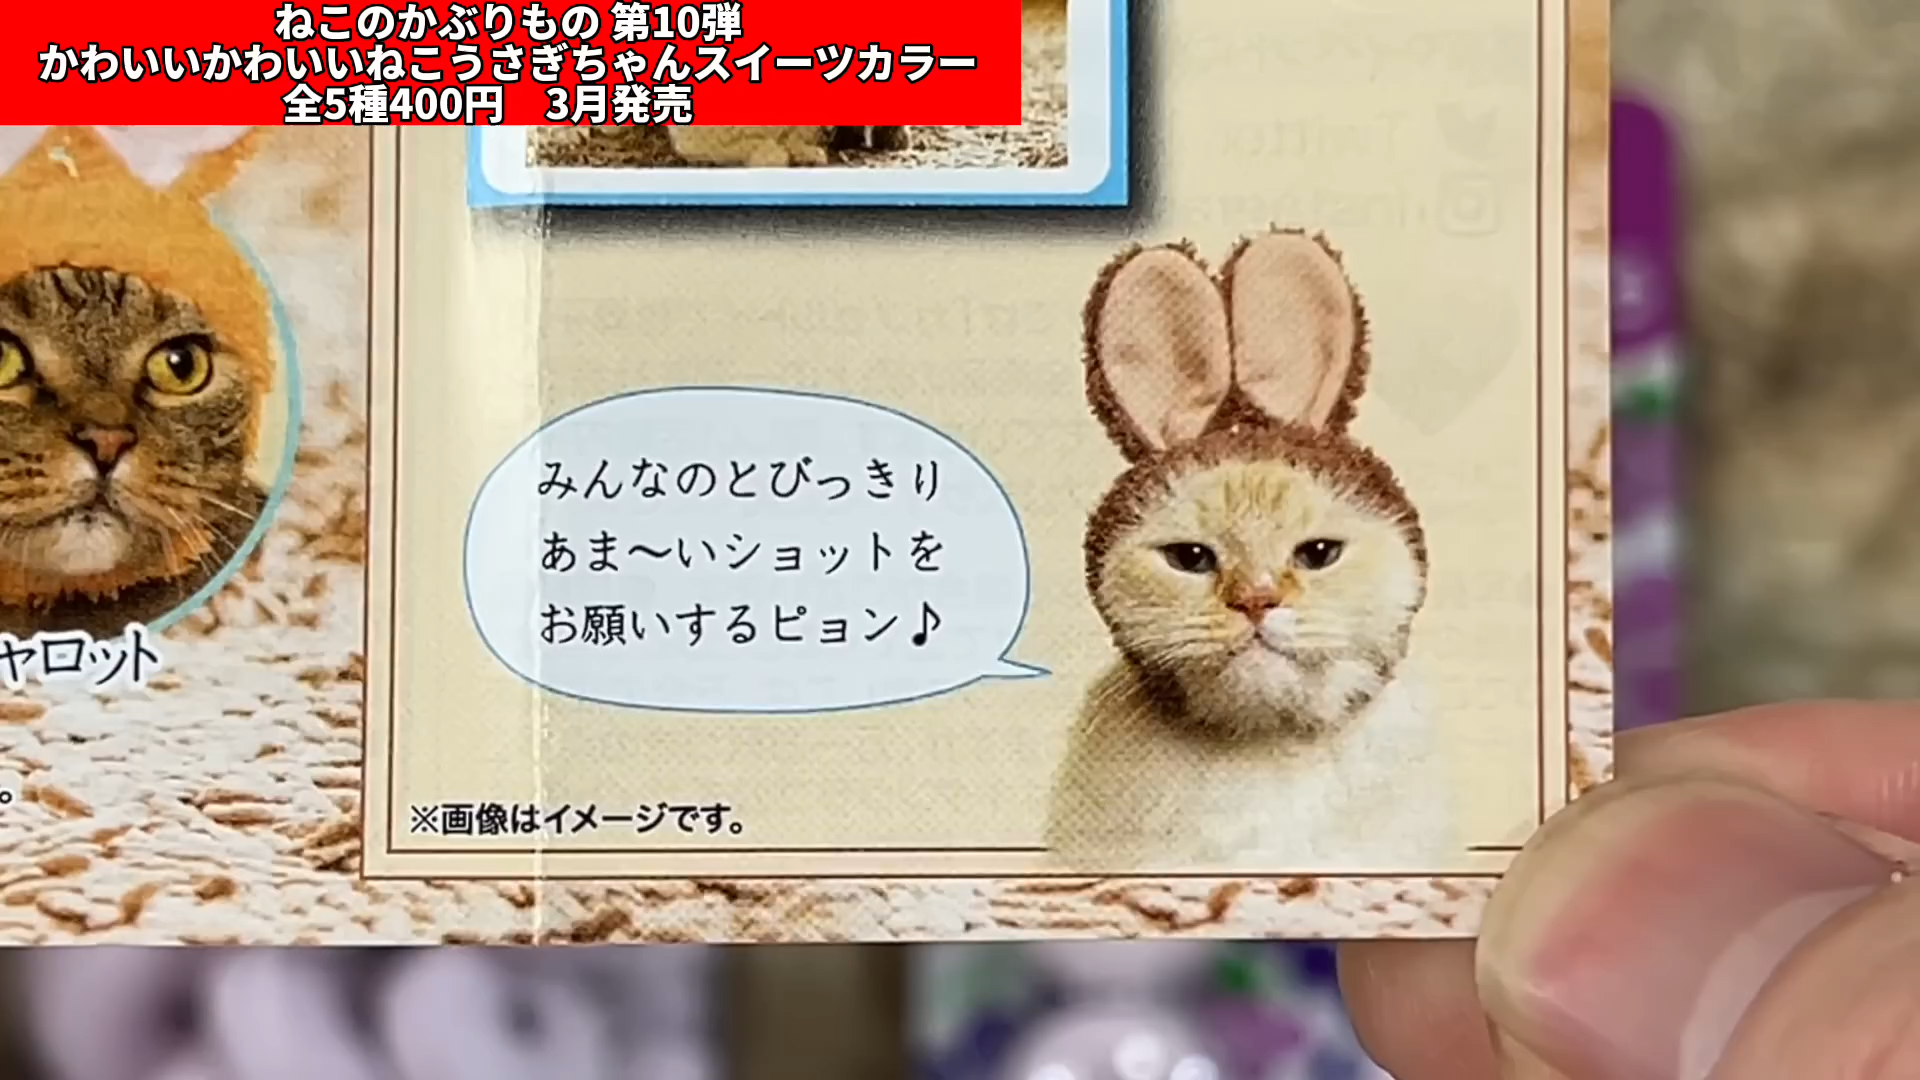 ねこのかぶりもの 第10弾
かわいいかわいいねこうさぎちゃんスイーツカラー
全5種400円　3月発売
みんなのとびっきり
あま〜いショットを
お願いするピョン♪
ャロット
。
※画像はイメージです。